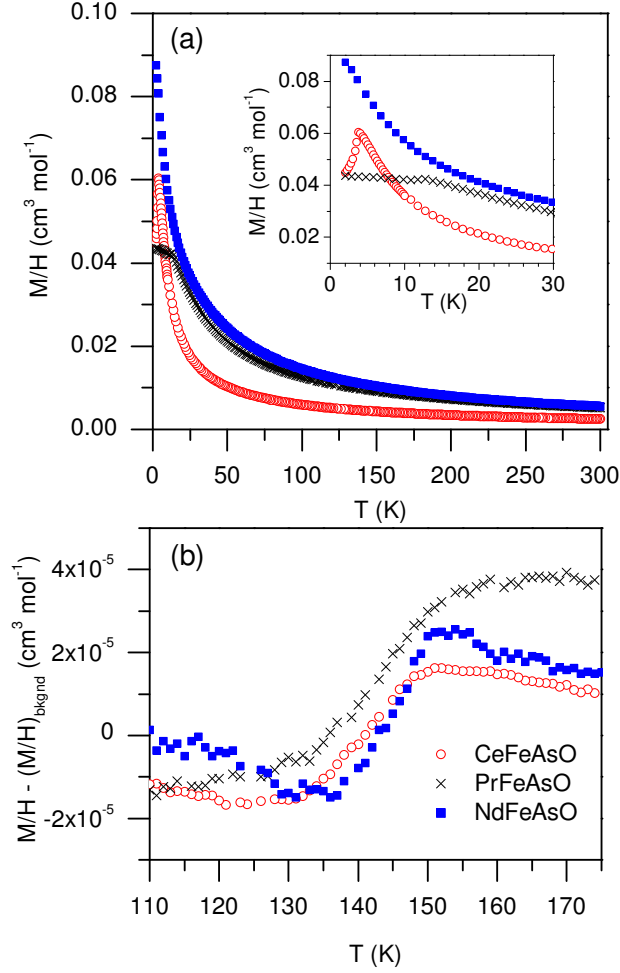 (a)
0.10
0.08
0.06
0.04
0.02
0.00
M/H (cm³ mol⁻¹)
0 50 100 150 200 250 300
T (K)
0.08
0.06
0.04
0.02
M/H (cm³ mol⁻¹)
0 10 20 30
T (K)
(b)
4x10⁻⁵
2x10⁻⁵
0
-2x10⁻⁵
M/H - (M/H)bkgnd (cm³ mol⁻¹)
CeFeAsO
PrFeAsO
NdFeAsO
110 120 130 140 150 160 170
T (K)